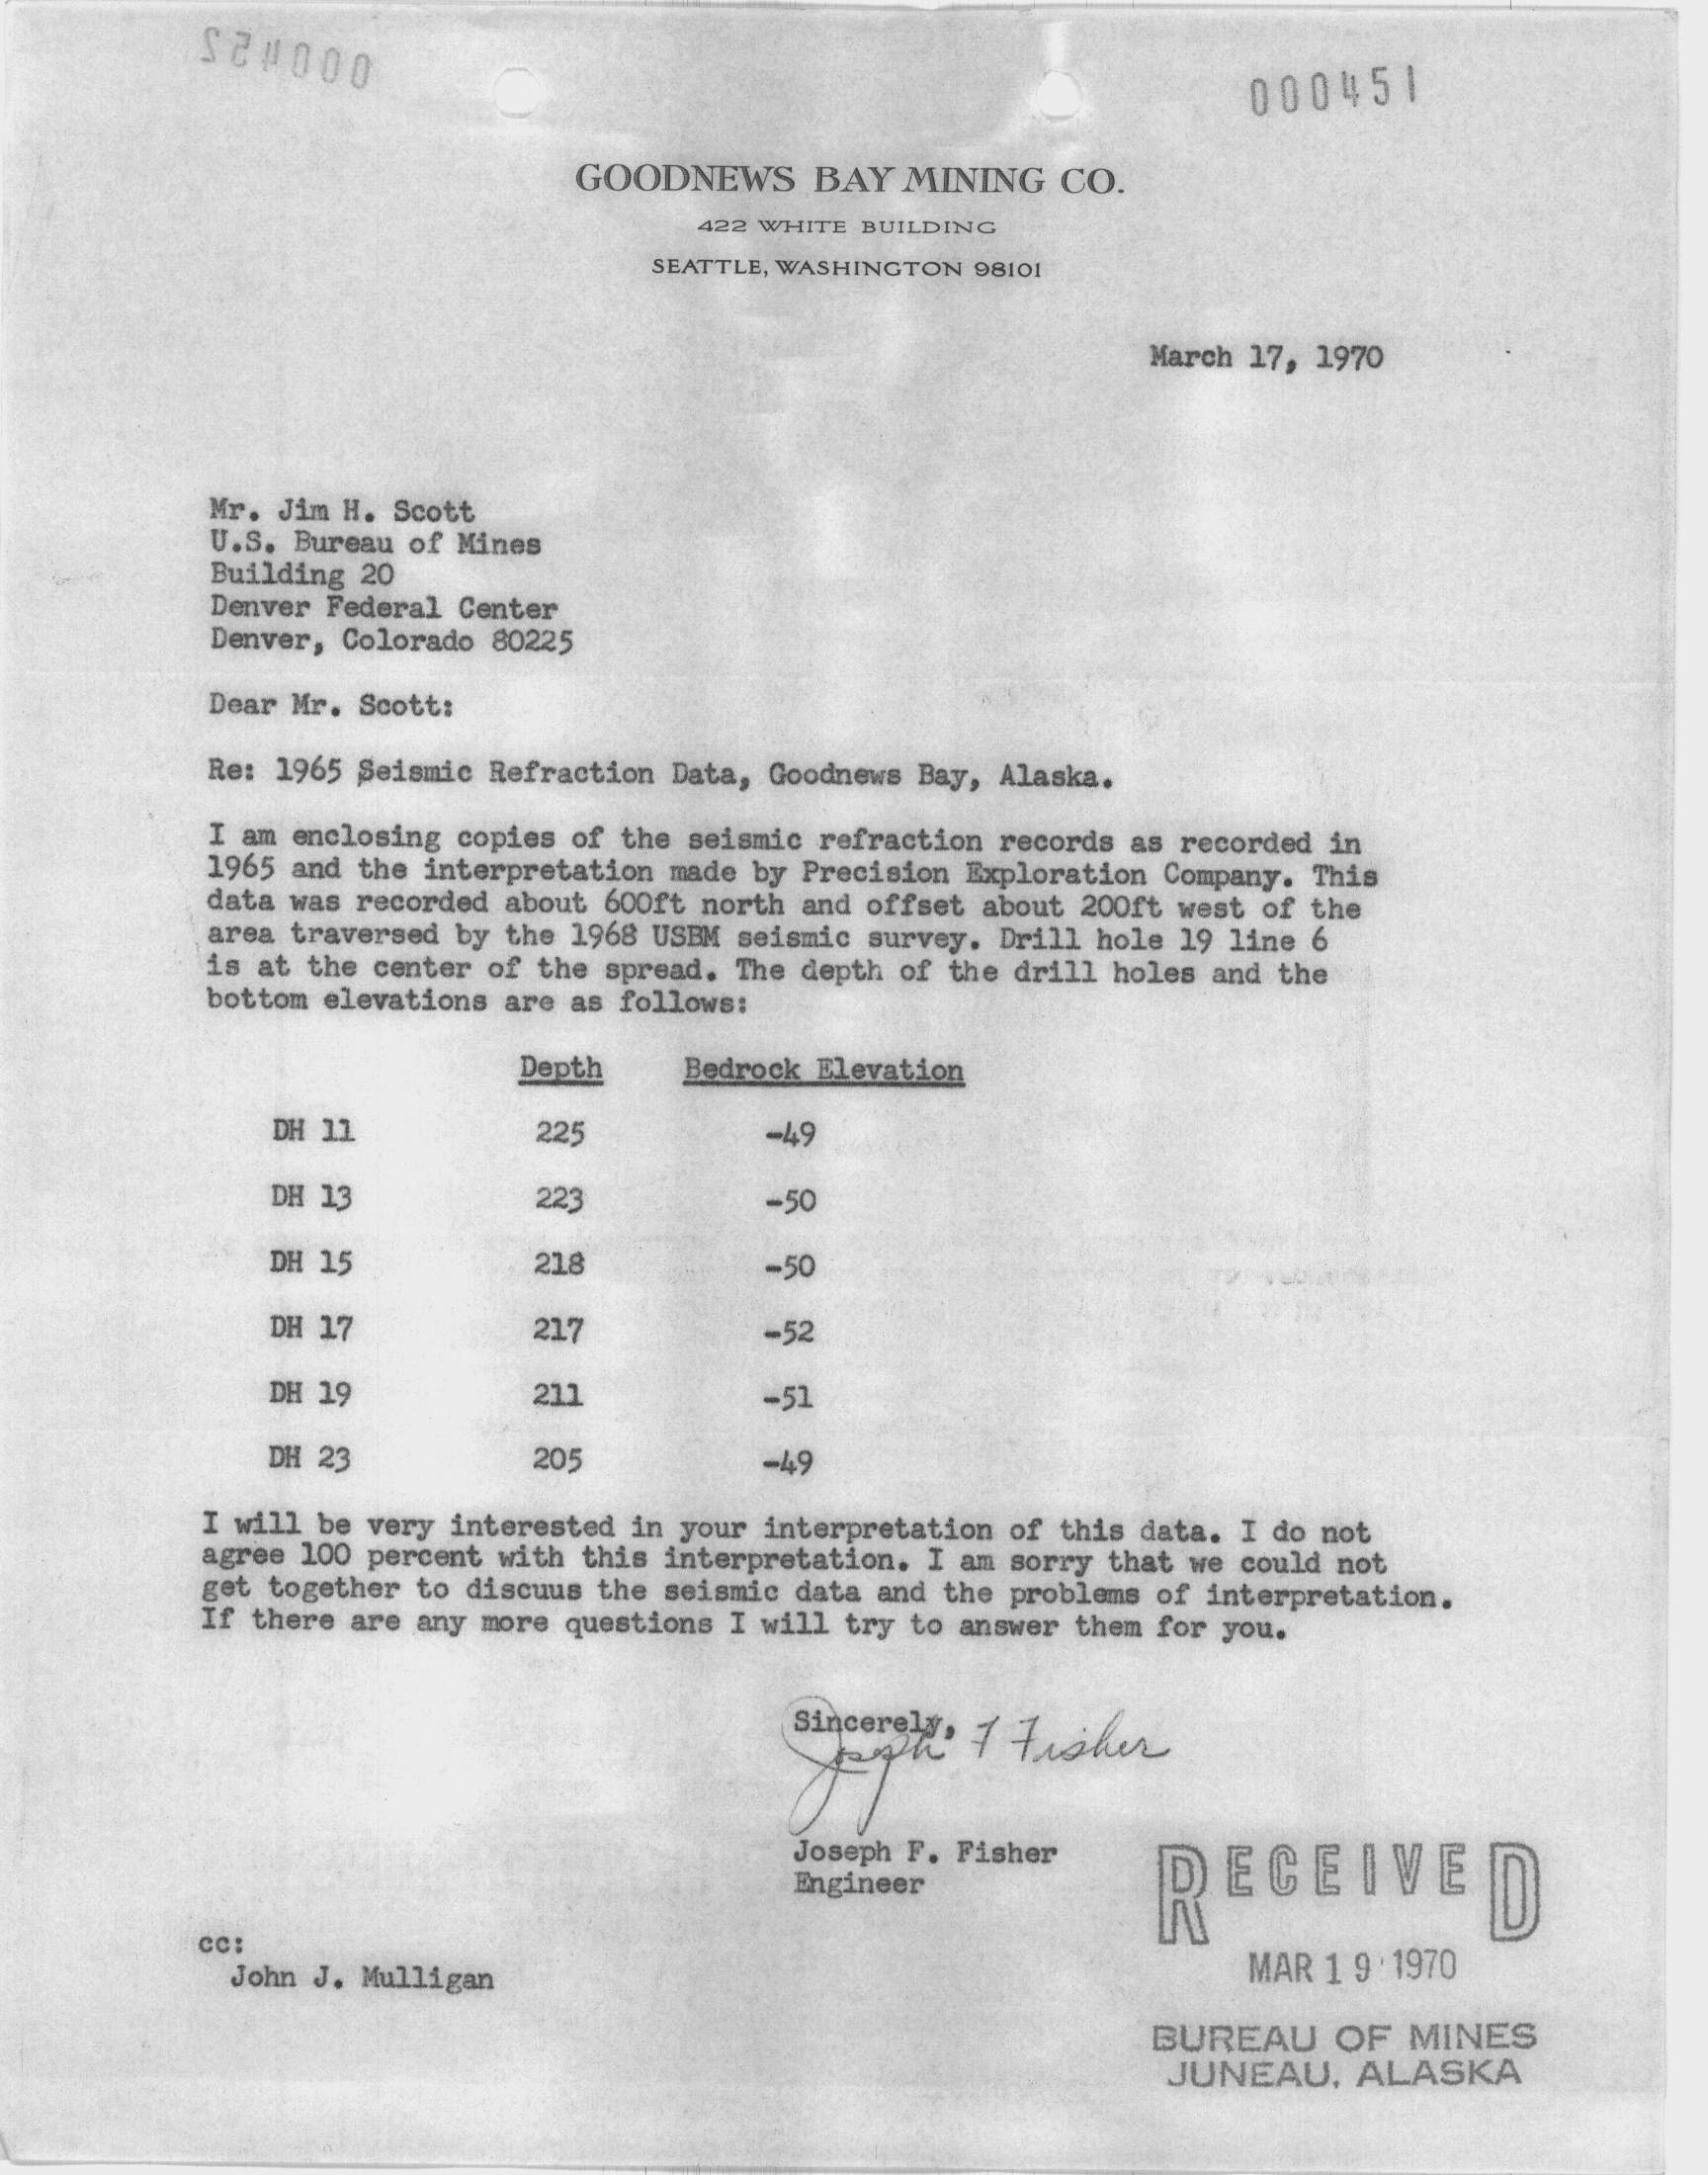 000452
000451
GOODNEWS BAY MINING CO.
422 WHITE BUILDING
SEATTLE, WASHINGTON 98101
March 17, 1970
Mr. Jim H. Scott
U.S. Bureau of Mines
Building 20
Denver Federal Center
Denver, Colorado 80225
Dear Mr. Scott:
Re: 1965 Seismic Refraction Data, Goodnews Bay, Alaska.
I am enclosing copies of the seismic refraction records as recorded in
1965 and the interpretation made by Precision Exploration Company. This
data was recorded about 600ft north and offset about 200ft west of the
area traversed by the 1968 USBM seismic survey. Drill hole 19 line 6
is at the center of the spread. The depth of the drill holes and the
bottom elevations are as follows:
Depth Bedrock Elevation
DH 11 225 -49
DH 13 223 -50
DH 15 218 -50
DH 17 217 -52
DH 19 211 -51
DH 23 205 -49
I will be very interested in your interpretation of this data. I do not
agree 100 percent with this interpretation. I am sorry that we could not
get together to discuus the seismic data and the problems of interpretation.
If there are any more questions I will try to answer them for you.
Sincerely,
Joseph F Fisher
Joseph F. Fisher
Engineer
RECEIVED
MAR 19 1970
BUREAU OF MINES
JUNEAU, ALASKA
cc:
John J. Mulligan